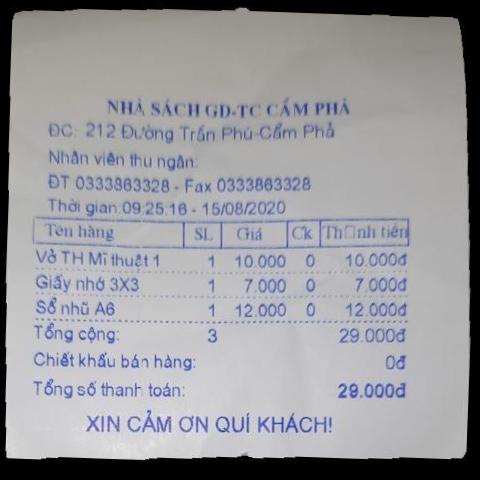 NHÀ SÁCH GD-TC CẨM PHẢ
ĐC: 212 Đường Trần Phú-Cẩm Phả
Nhân viên thu ngân:
ĐT 0333863328 - Fax 0333863328
Thời gian:09:25:16 - 15/08/2020
Tên hàng SL Giá Ck Th□nh tiền
Vở TH Mĩ thuật 1 1 10.000 0 10.000đ
Giấy nhớ 3X3 1 7.000 0 7.000đ
Sổ nhũ A6 1 12.000 0 12.000đ
Tổng cộng: 3 29.000đ
Chiết khấu bán hàng: 0đ
Tổng số thanh toán: 29.000đ
XIN CẢM ƠN QUÍ KHÁCH!